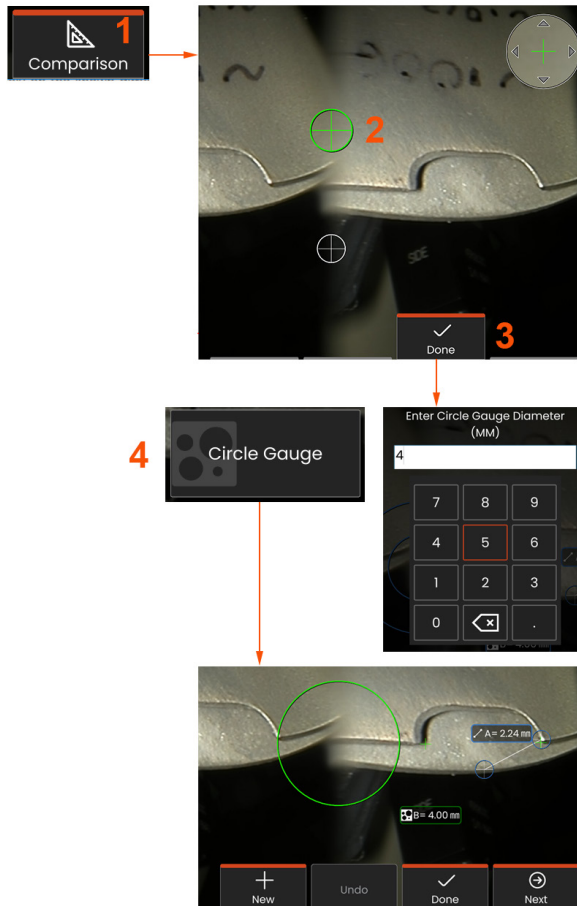 1
Comparison
2
SIDE
3
Done
4
Circle Gauge
Enter Circle Gauge Diameter
(MM)
4
7 8 9
4 5 6
1 2 3
0 .
A= 2.24 mm
B= 4.00 mm
New
Undo
Done
Next